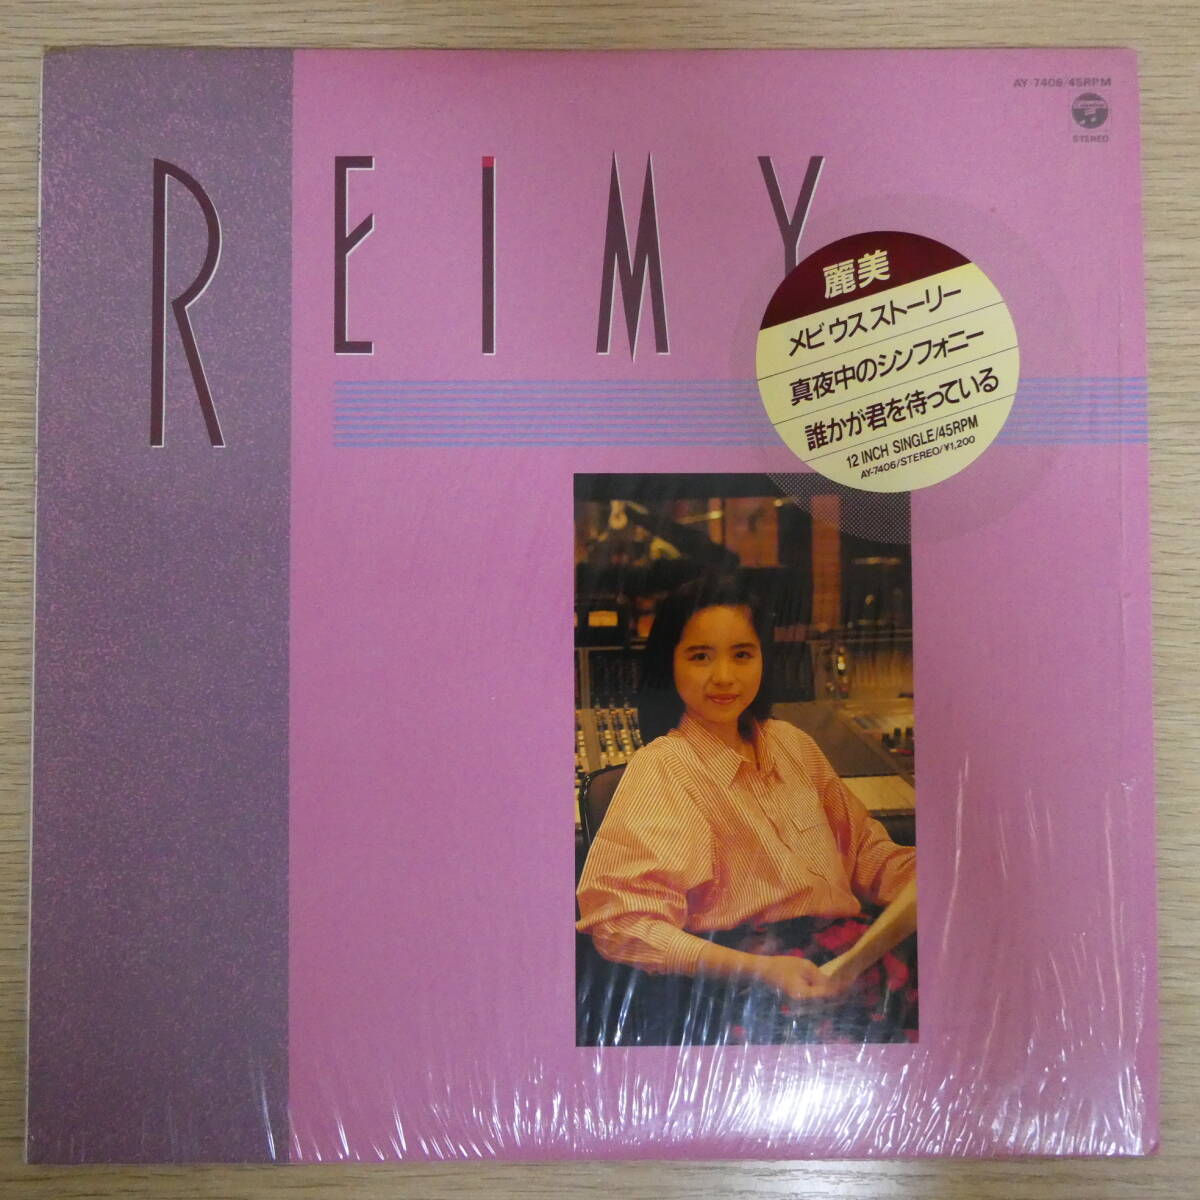 AY-7406/45RPM
STEREO
REIMY
麗美
メビウスストーリー
真夜中のシンフォニー
誰かが君を待っている
12 INCH SINGLE/45RPM
AY-7406/STEREO/¥1,200